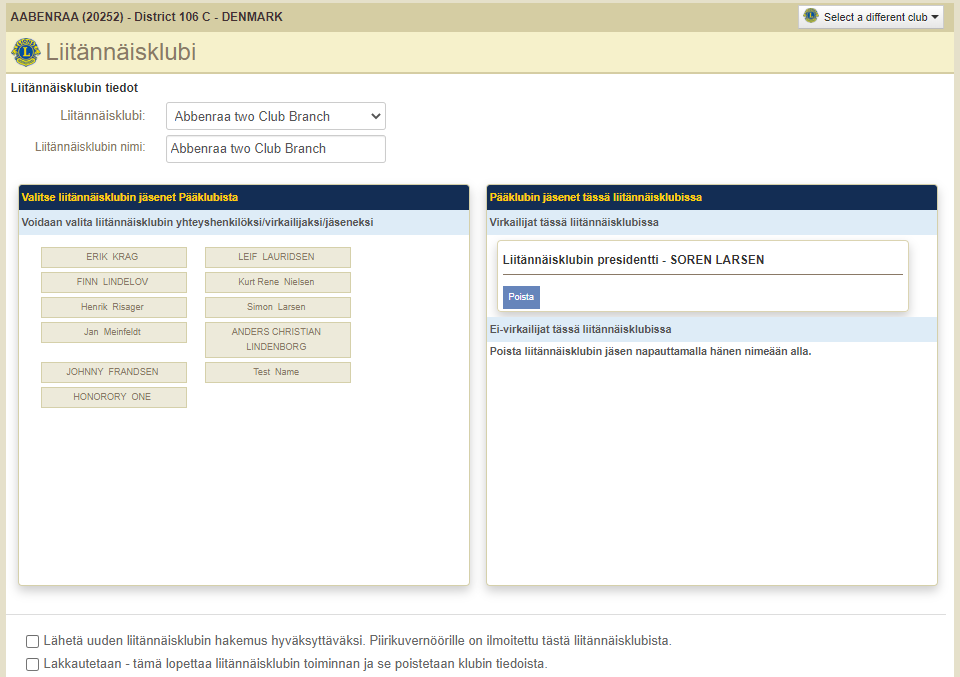 AABENRAA (20252) - District 106 C - DENMARK
Select a different club
Liitännäisklubi
Liitännäisklubin tiedot
Liitännäisklubi:
Abbenraa two Club Branch
Liitännäisklubin nimi:
Abbenraa two Club Branch
Valitse liitännäisklubin jäsenet Pääklubista
Voidaan valita liitännäisklubin yhteyshenkilöksi/virkailijaksi/jäseneksi
ERIK KRAG
LEIF LAURIDSEN
FINN LINDELOV
Kurt Rene Nielsen
Henrik Risager
Simon Larsen
Jan Meinfeldt
ANDERS CHRISTIAN
LINDENBORG
JOHNNY FRANDSEN
Test Name
HONORORY ONE
Pääklubin jäsenet tässä liitännäisklubissa
Virkailijat tässä liitännäisklubissa
Liitännäisklubin presidentti - SOREN LARSEN
Poista
Ei-virkailijat tässä liitännäisklubissa
Poista liitännäisklubin jäsen napauttamalla hänen nimeään alla.
Lähetä uuden liitännäisklubin hakemus hyväksyttäväksi. Piirikuvernöörille on ilmoitettu tästä liitännäisklubista.
Lakkautetaan - tämä lopettaa liitännäisklubin toiminnan ja se poistetaan klubin tiedoista.